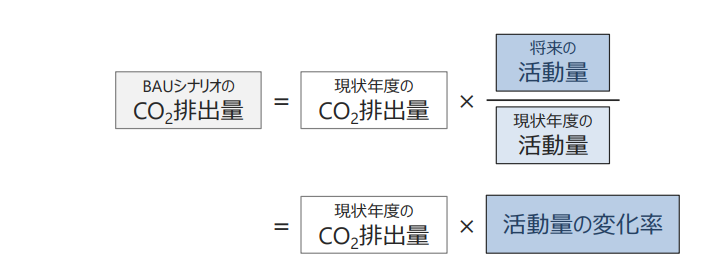 将来の
活動量
BAUシナリオの
CO₂排出量
=
現状年度の
CO₂排出量
×
現状年度の
活動量
=
現状年度の
CO₂排出量
×
活動量の変化率